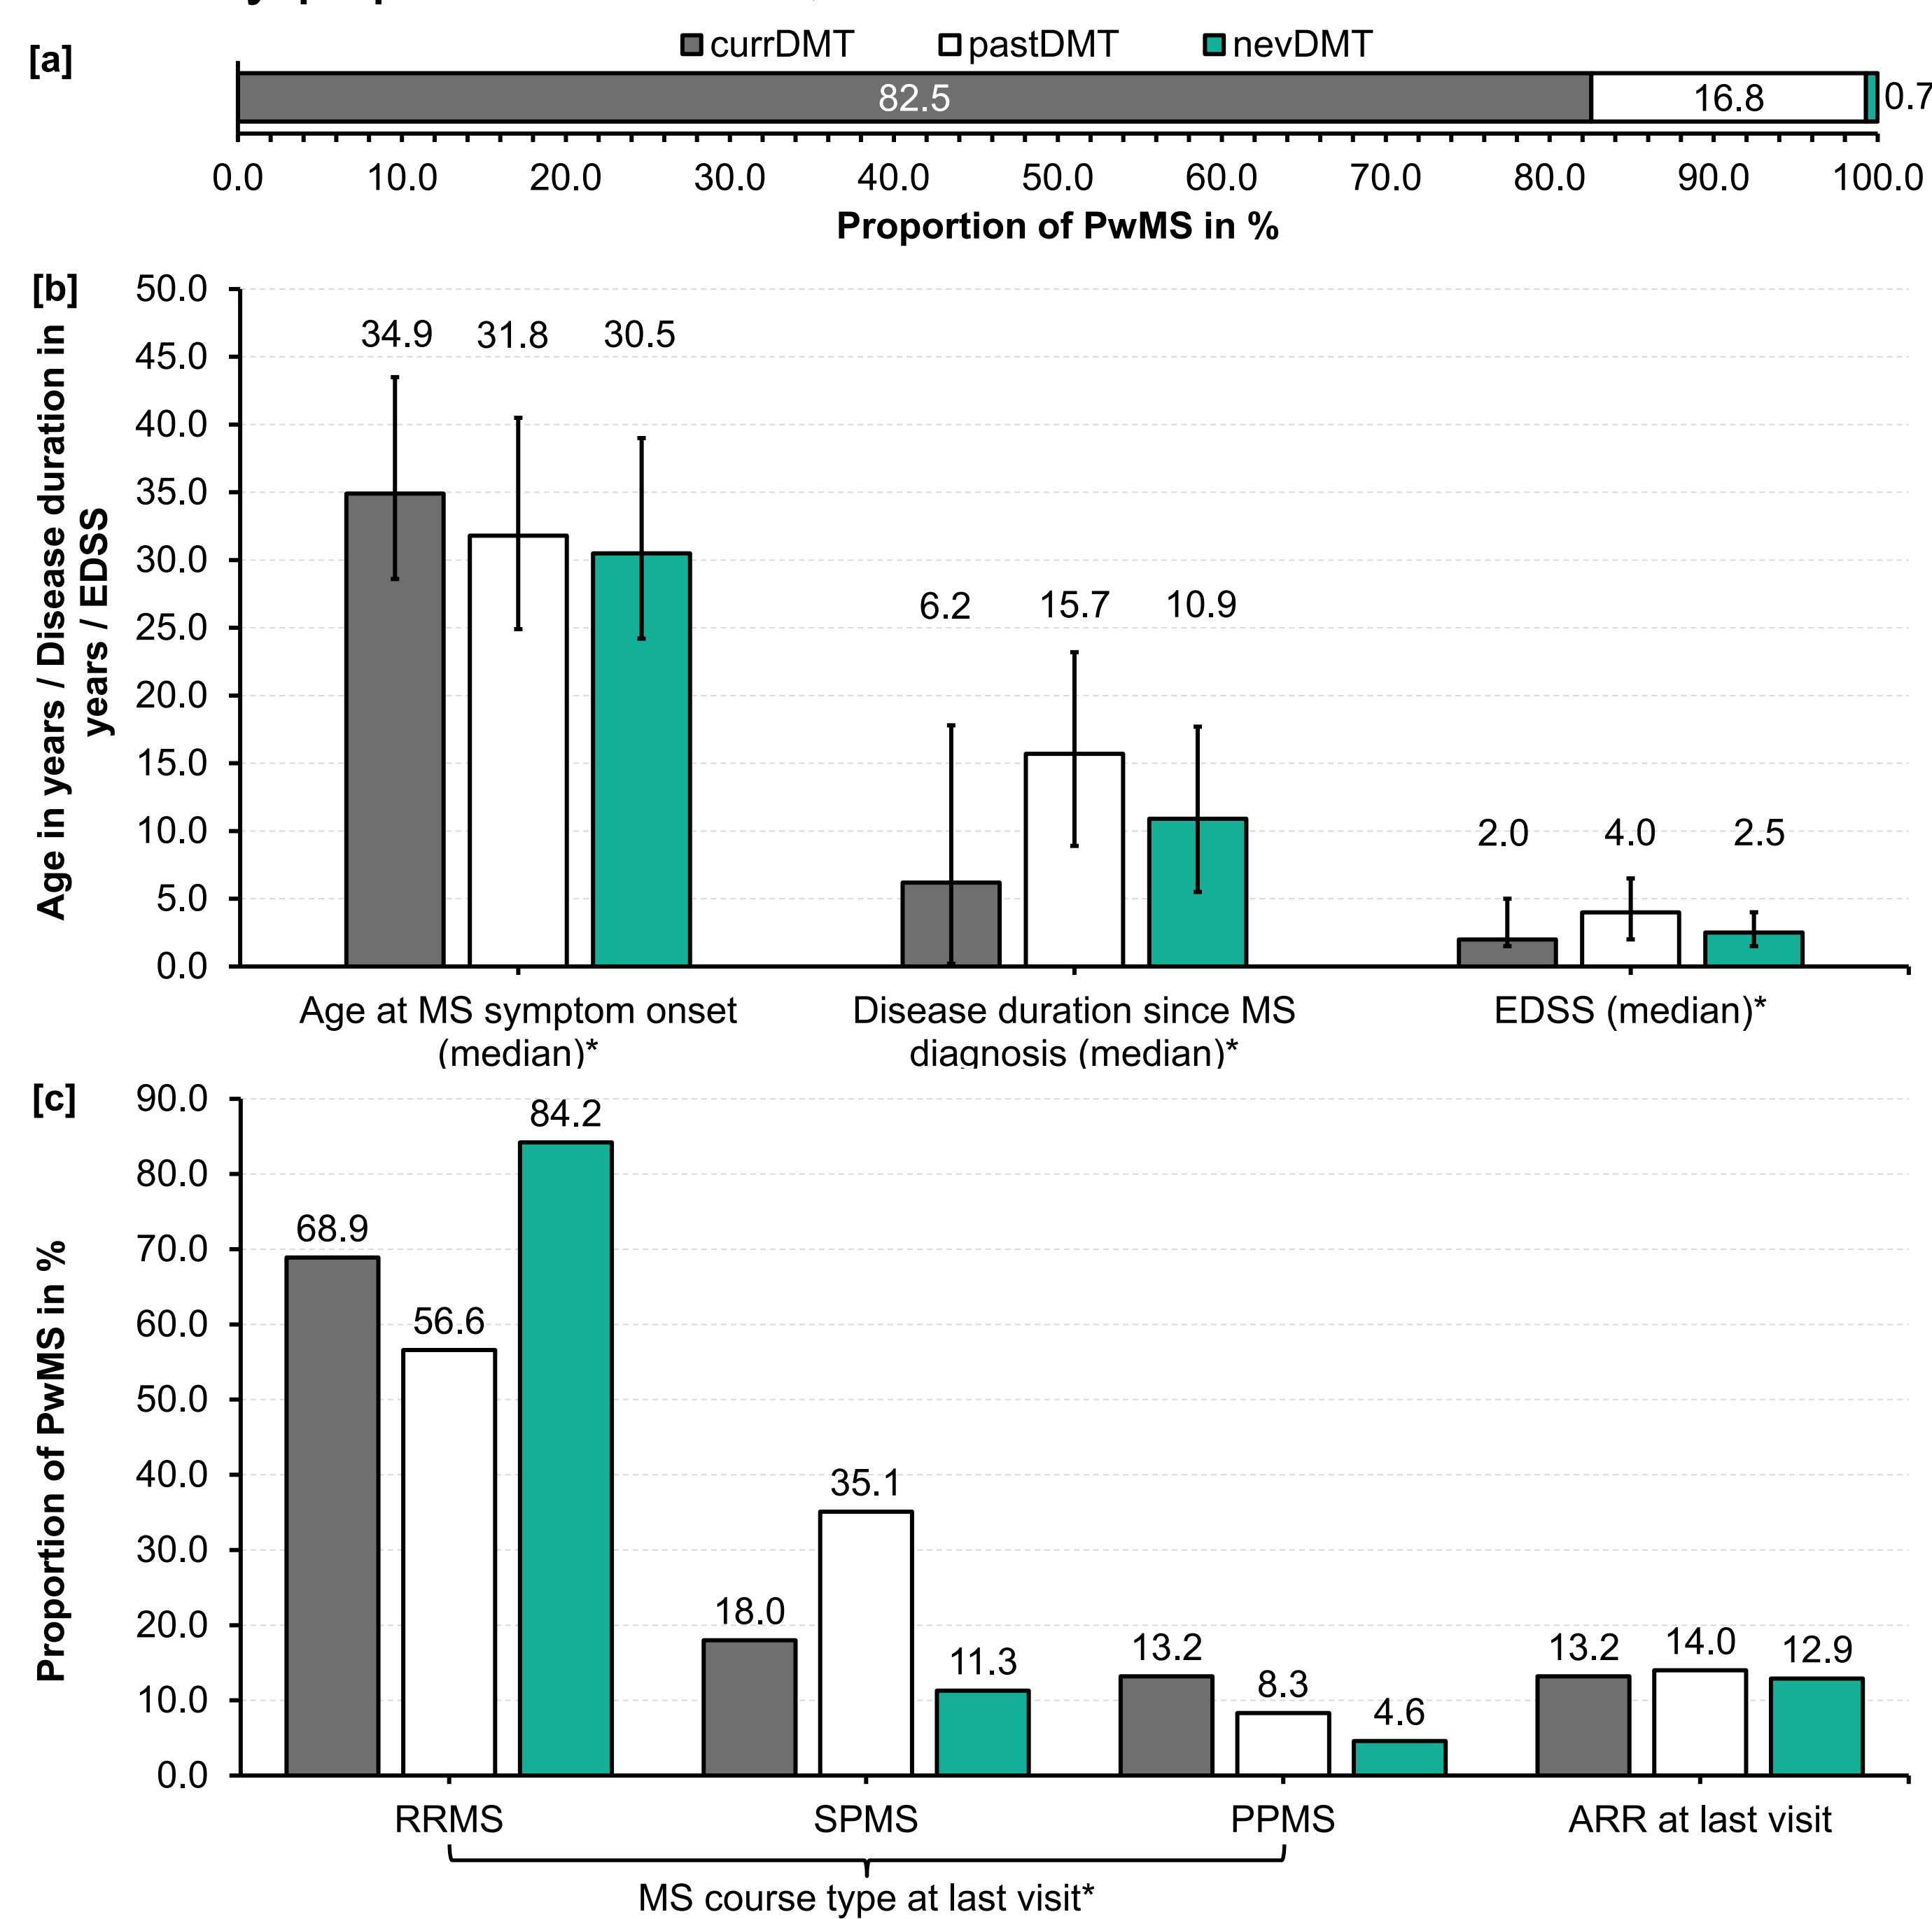 [a]
currDMT pastDMT nevDMT
82.5 16.8 0.7
0.0 10.0 20.0 30.0 40.0 50.0 60.0 70.0 80.0 90.0 100.0
Proportion of PwMS in %
[b]
Age in years / Disease duration in
years / EDSS
50.0
45.0
40.0
35.0
30.0
25.0
20.0
15.0
10.0
5.0
0.0
34.9 31.8 30.5
6.2 15.7 10.9
2.0 4.0 2.5
Age at MS symptom onset
(median)*
Disease duration since MS
diagnosis (median)*
EDSS (median)*
[c]
Proportion of PwMS in %
90.0
80.0
70.0
60.0
50.0
40.0
30.0
20.0
10.0
0.0
68.9 56.6 84.2
18.0 35.1 11.3
13.2 8.3 4.6
13.2 14.0 12.9
RRMS SPMS PPMS ARR at last visit
MS course type at last visit*